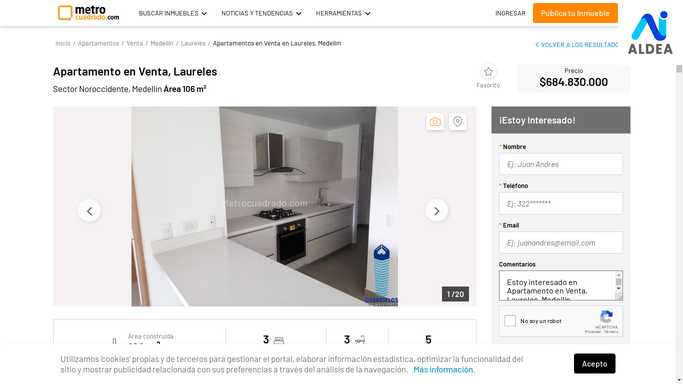 metro
cuadrado.com
BUSCAR INMUEBLES
NOTICIAS Y TENDENCIAS
HERRAMIENTAS
INGRESAR
Publica tu Inmueble
ALDEA
Inicio / Apartamentos / Venta / Medellín / Laureles / Apartamentos en Venta en Laureles, Medellín
< VOLVER A LOS RESULTADO
Apartamento en Venta, Laureles
Sector Noroccidente, Medellín Área 106 m²
Favorito
Precio
$684.830.000
Metrocuadrado.com
1 / 20
¡Estoy Interesado!
* Nombre
Ej: Juan Andres
* Teléfono
Ej: 322*******
* Email
Ej: juanandres@email.com
Comentarios
Estoy interesado en
Apartamento en Venta,
Laureles, Medellín
No soy un robot
reCAPTCHA
Privacidad - Términos
Área construida
3
3
5
Utilizamos 'cookies' propias y de terceros para gestionar el portal, elaborar información estadística, optimizar la funcionalidad del
sitio y mostrar publicidad relacionada con sus preferencias a través del análisis de la navegación. Más información.
Acepto